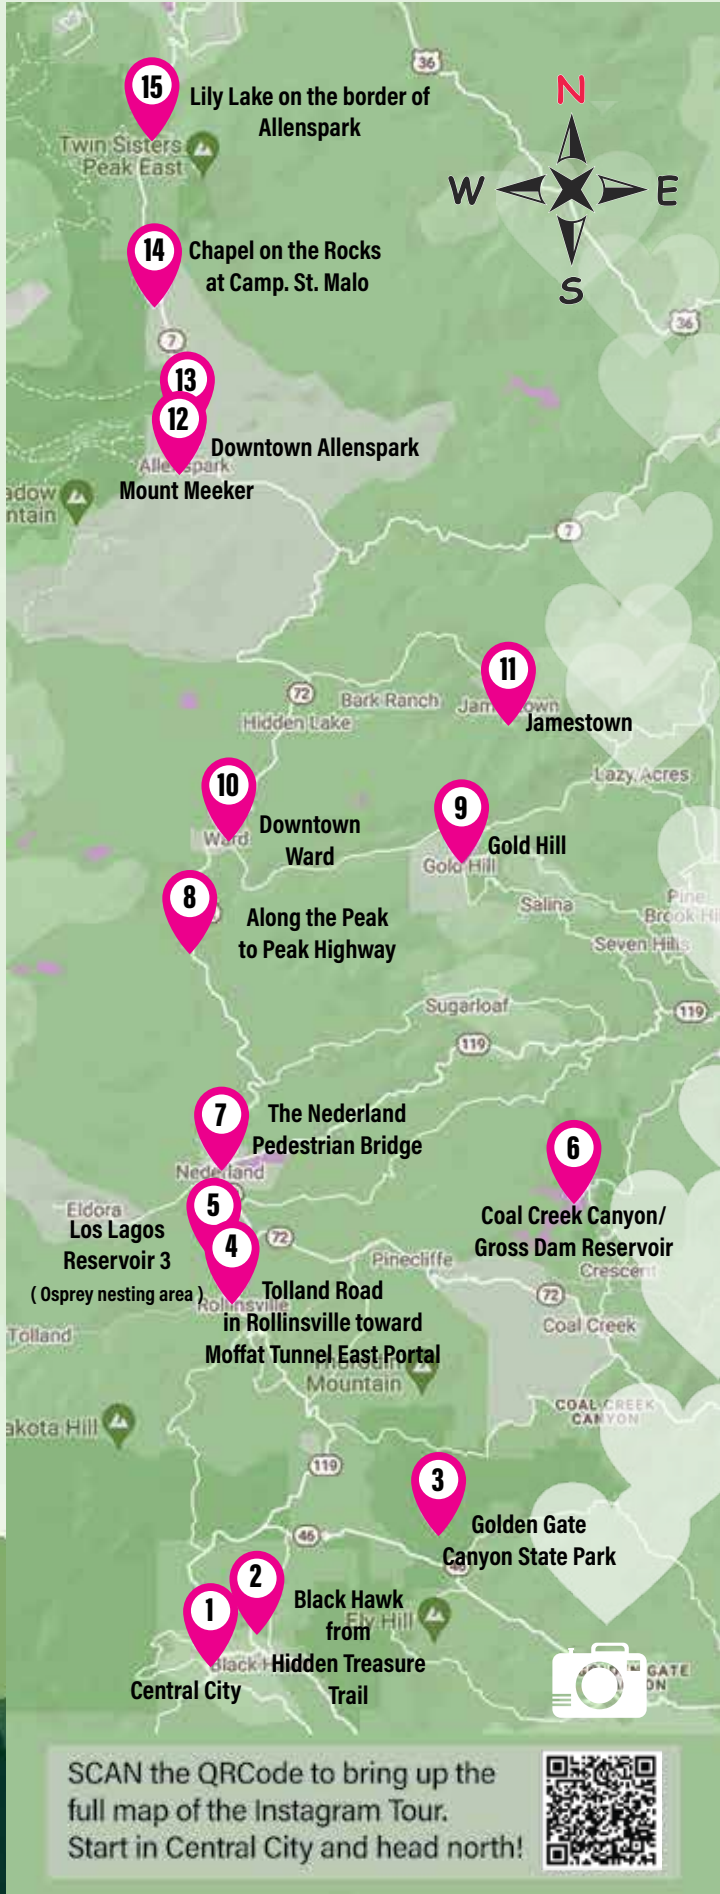 36
N
W
E
S
15
Lily Lake on the border of
Allenspark
Twin Sisters
Peak East
14
Chapel on the Rocks
at Camp. St. Malo
36
7
13
12
Downtown Allenspark
Mount Meeker
7
11
Jamestown
72
Bark Ranch
Hidden Lake
Lazy Acres
10
Downtown
Ward
Ward
9
Gold Hill
Gold Hill
8
Along the Peak
to Peak Highway
Salina
Pine
Seven Hills
Sugarloaf
119
119
7
The Nederland
Pedestrian Bridge
Nederland
6
Coal Creek Canyon/
Gross Dam Reservoir
Crescent
Eldora
5
Los Lagos
Reservoir 3
( Osprey nesting area )
4
72
Pinecliffe
Rollinsville
Tolland Road
in Rollinsville toward
Moffat Tunnel East Portal
Tolland
72
Coal Creek
Mountain
COAL CREEK
CANYON
akota Hill
119
3
Golden Gate
Canyon State Park
46
46
2
Black Hawk
from
Hidden Treasure
Trail
Ely Hill
1
Central City
SCAN the QRCode to bring up the
full map of the Instagram Tour.
Start in Central City and head north!